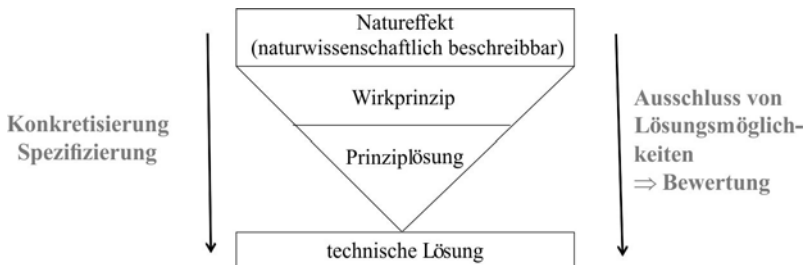 Natureffekt
(naturwissenschaftlich beschreibbar)
Wirkprinzip
Prinziplösung
technische Lösung
Konkretisierung
Spezifizierung
Ausschluss von
Lösungsmöglich-
keiten
⇒ Bewertung